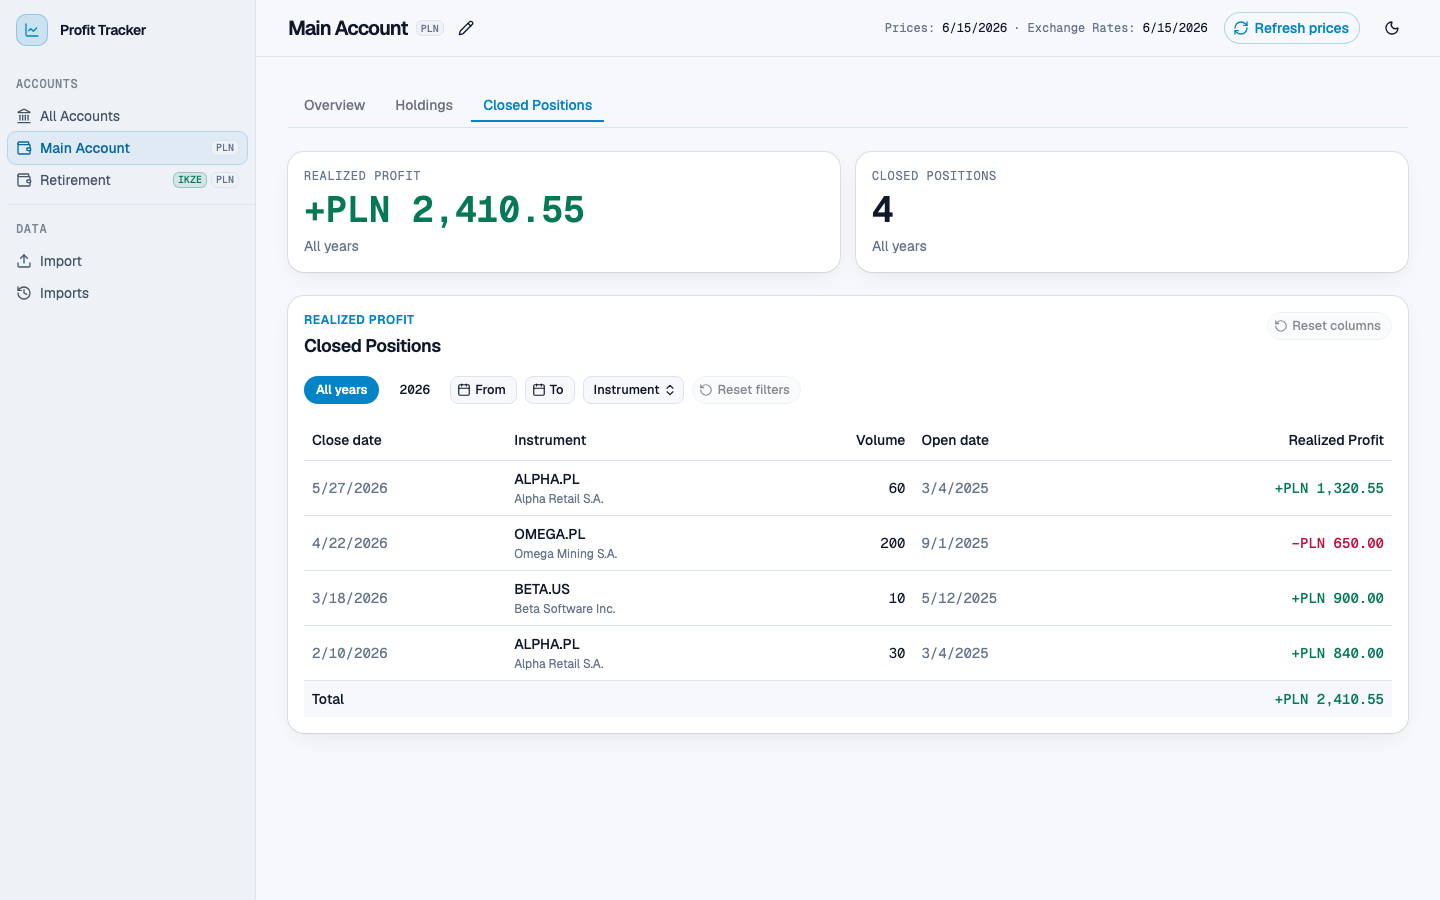 Profit Tracker
Main Account PLN
Prices: 6/15/2026 · Exchange Rates: 6/15/2026
Refresh prices
ACCOUNTS
All Accounts
Main Account PLN
Retirement IKZE PLN
DATA
Import
Imports
Overview Holdings Closed Positions
REALIZED PROFIT
+PLN 2,410.55
All years
CLOSED POSITIONS
4
All years
REALIZED PROFIT
Closed Positions
Reset columns
All years 2026 From To Instrument Reset filters
Close date Instrument Volume Open date Realized Profit
5/27/2026 ALPHA.PL 60 3/4/2025 +PLN 1,320.55
Alpha Retail S.A.
4/22/2026 OMEGA.PL 200 9/1/2025 −PLN 650.00
Omega Mining S.A.
3/18/2026 BETA.US 10 5/12/2025 +PLN 900.00
Beta Software Inc.
2/10/2026 ALPHA.PL 30 3/4/2025 +PLN 840.00
Alpha Retail S.A.
Total +PLN 2,410.55